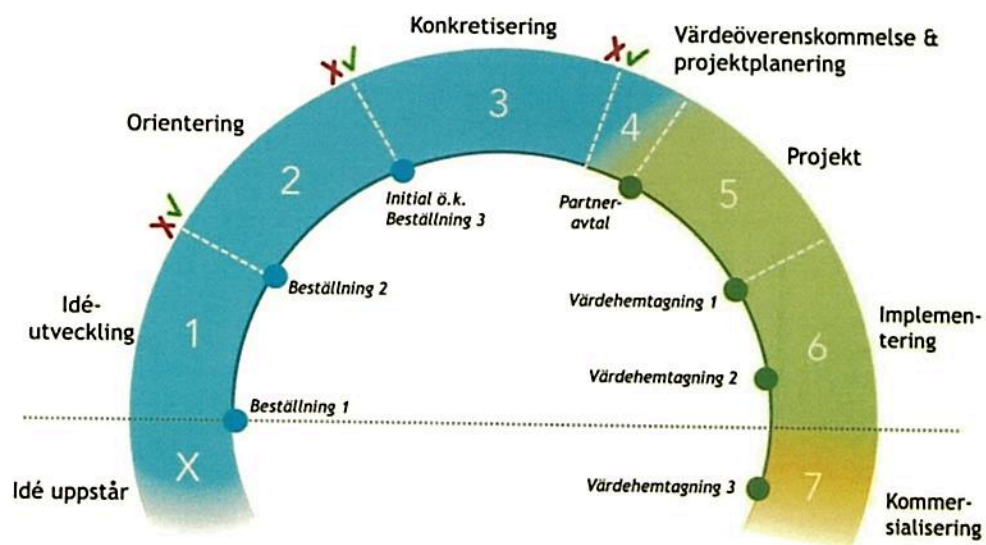 Konkretisering
Värdeöverenskommelse &
projektplanering
Orientering
3
4
Projekt
2
Initial ö.k.
Beställning 3
Partner-
avtal
5
Idé-
utveckling
1
Beställning 2
Värdehemtagning 1
Implemen-
tering
6
Värdehemtagning 2
Beställning 1
X
Idé uppstår
Värdehemtagning 3
7
Kommer-
sialisering